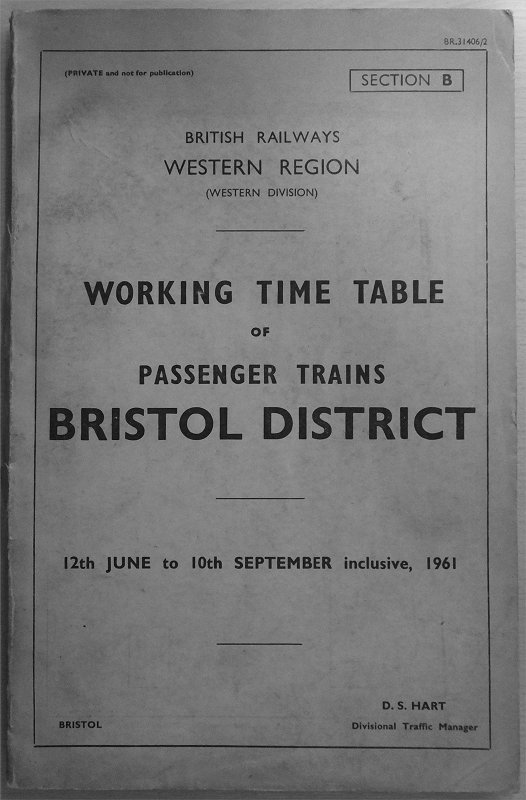 BR.31406/2
(PRIVATE and not for publication)
SECTION B
BRITISH RAILWAYS
WESTERN REGION
(WESTERN DIVISION)
WORKING TIME TABLE
OF
PASSENGER TRAINS
BRISTOL DISTRICT
12th JUNE to 10th SEPTEMBER inclusive, 1961
D. S. HART
BRISTOL
Divisional Traffic Manager